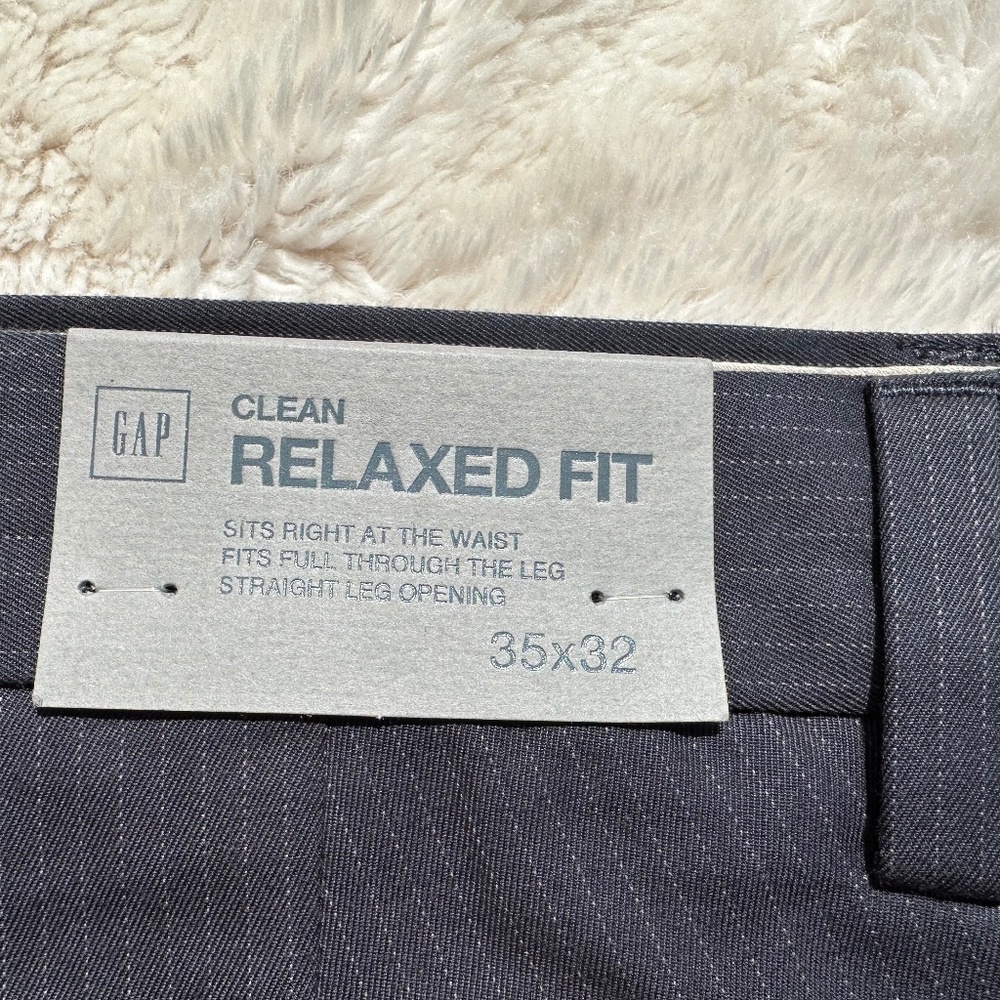 GAP
CLEAN
RELAXED FIT
SITS RIGHT AT THE WAIST
FITS FULL THROUGH THE LEG
STRAIGHT LEG OPENING
35x32